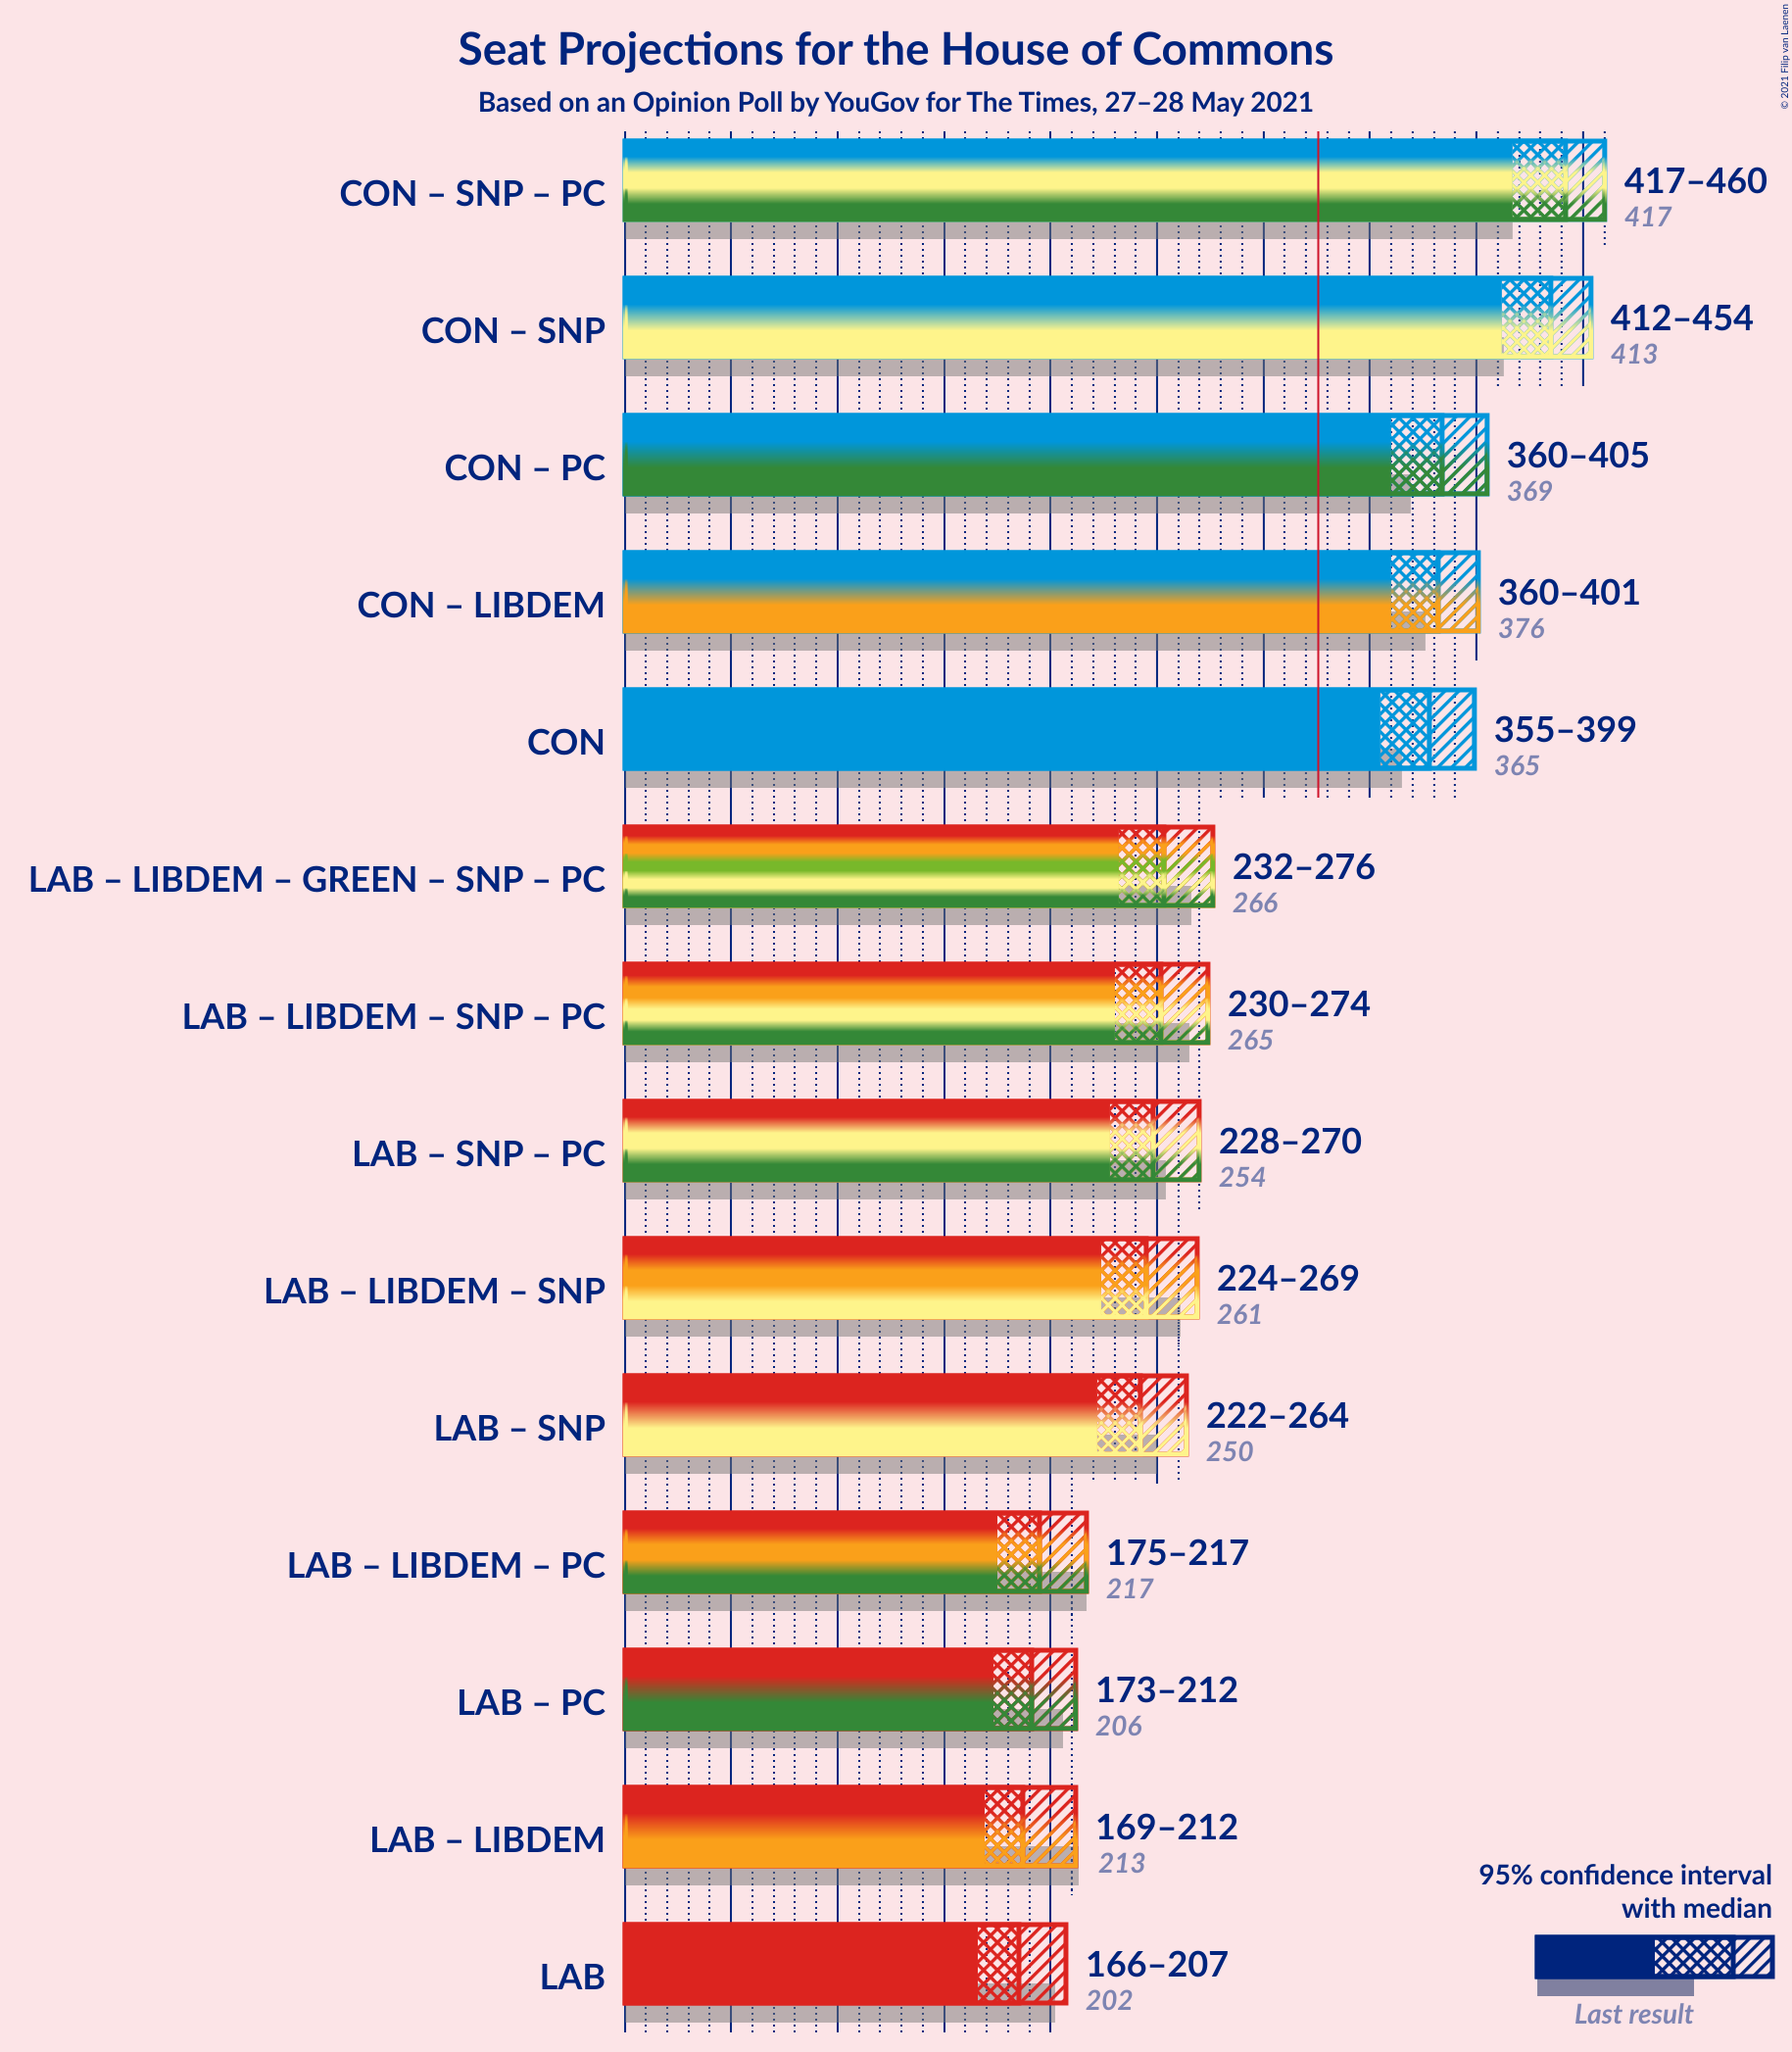 Seat Projections for the House of Commons
Based on an Opinion Poll by YouGov for The Times, 27–28 May 2021
© 2021 Filip van Laenen
CON – SNP – PC
417–460
417
CON – SNP
412–454
413
CON – PC
360–405
369
CON – LIBDEM
360–401
376
CON
355–399
365
LAB – LIBDEM – GREEN – SNP – PC
232–276
266
LAB – LIBDEM – SNP – PC
230–274
265
LAB – SNP – PC
228–270
254
LAB – LIBDEM – SNP
224–269
261
LAB – SNP
222–264
250
LAB – LIBDEM – PC
175–217
217
LAB – PC
173–212
206
LAB – LIBDEM
169–212
213
LAB
166–207
202
95% confidence interval
with median
Last result